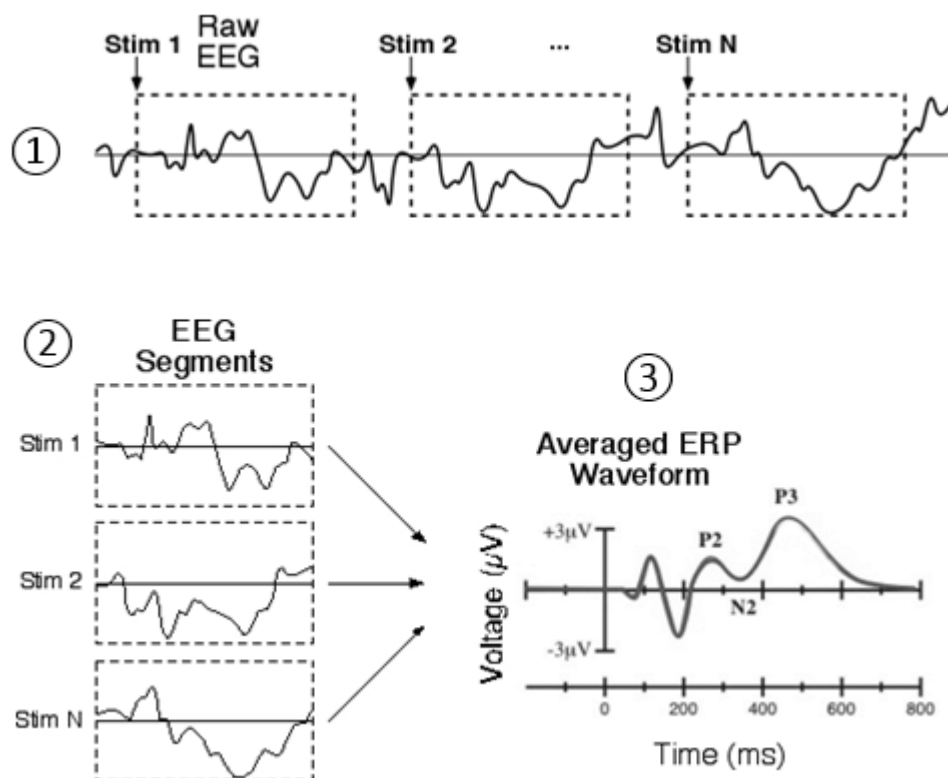 Raw
EEG
Stim 1
Stim 2
...
Stim N
①
②
EEG
Segments
Stim 1
Stim 2
Stim N
③
Averaged ERP
Waveform
P3
P2
N2
+3μV
-3μV
Voltage (μV)
0 200 400 600 800
Time (ms)